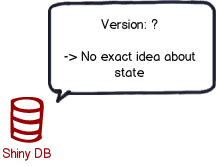 Version: ?
-> No exact idea about
state
Shiny DB